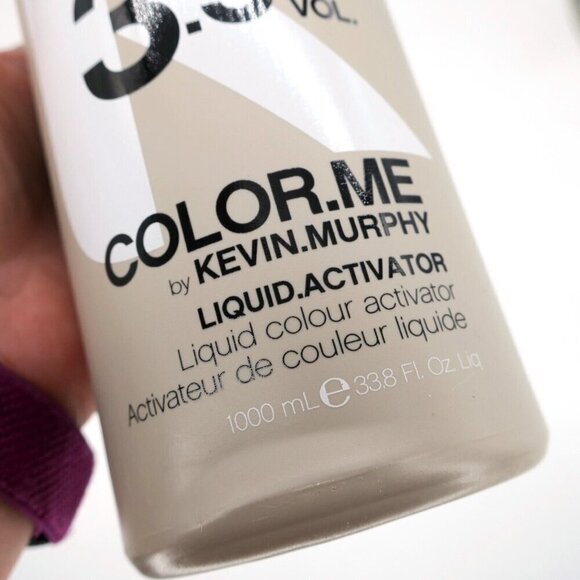 VOL.
COLOR.ME
by KEVIN.MURPHY
LIQUID.ACTIVATOR
Liquid colour activator
Activateur de couleur liquide
1000 mL ℮ 33.8 Fl. Oz. Liq